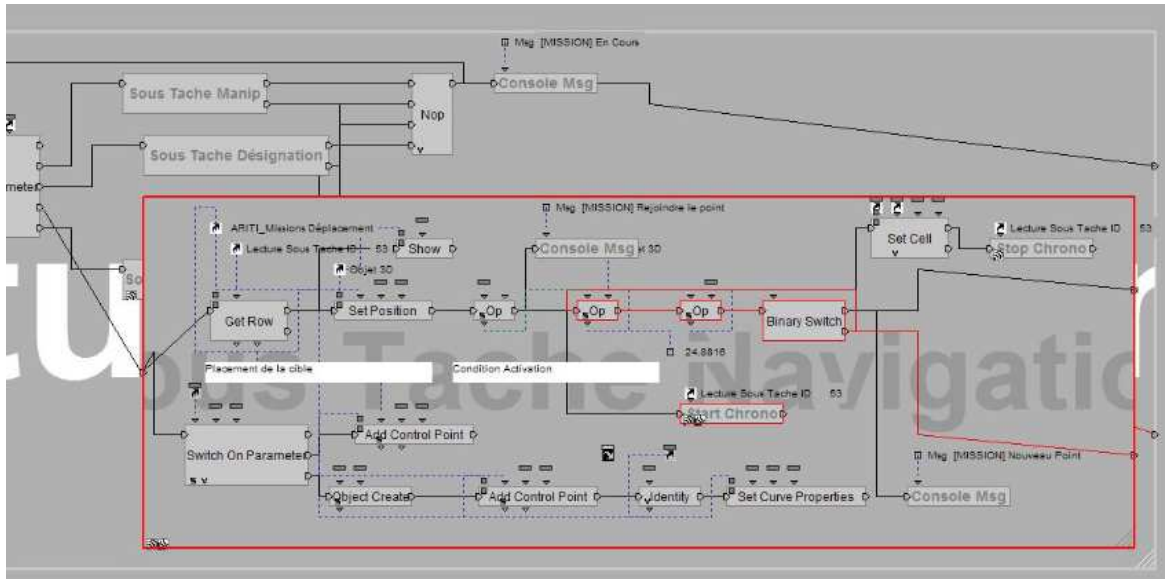 Msg [MISSION] En Cours
Sous Tache Manip
Console Msg
Nop
Sous Tache Désignation
Msg [MISSION] Rejoindre le point
ARITI_Missions Déplacement
Lecture Sous Tache ID 53
Show
Console Msg
Set Cell
Lecture Sous Tache ID 53
Stop Chrono
Objet 3D
Get Row
Set Position
Op
Op
Op
Binary Switch
24.8816
Placement de la cible
Condition Activation
Sous Tache Navigatio
Lecture Sous Tache ID 53
Start Chrono
Switch On Parameter
Add Control Point
Msg [MISSION] Nouveau Point
Object Create
Add Control Point
Identity
Set Curve Properties
Console Msg